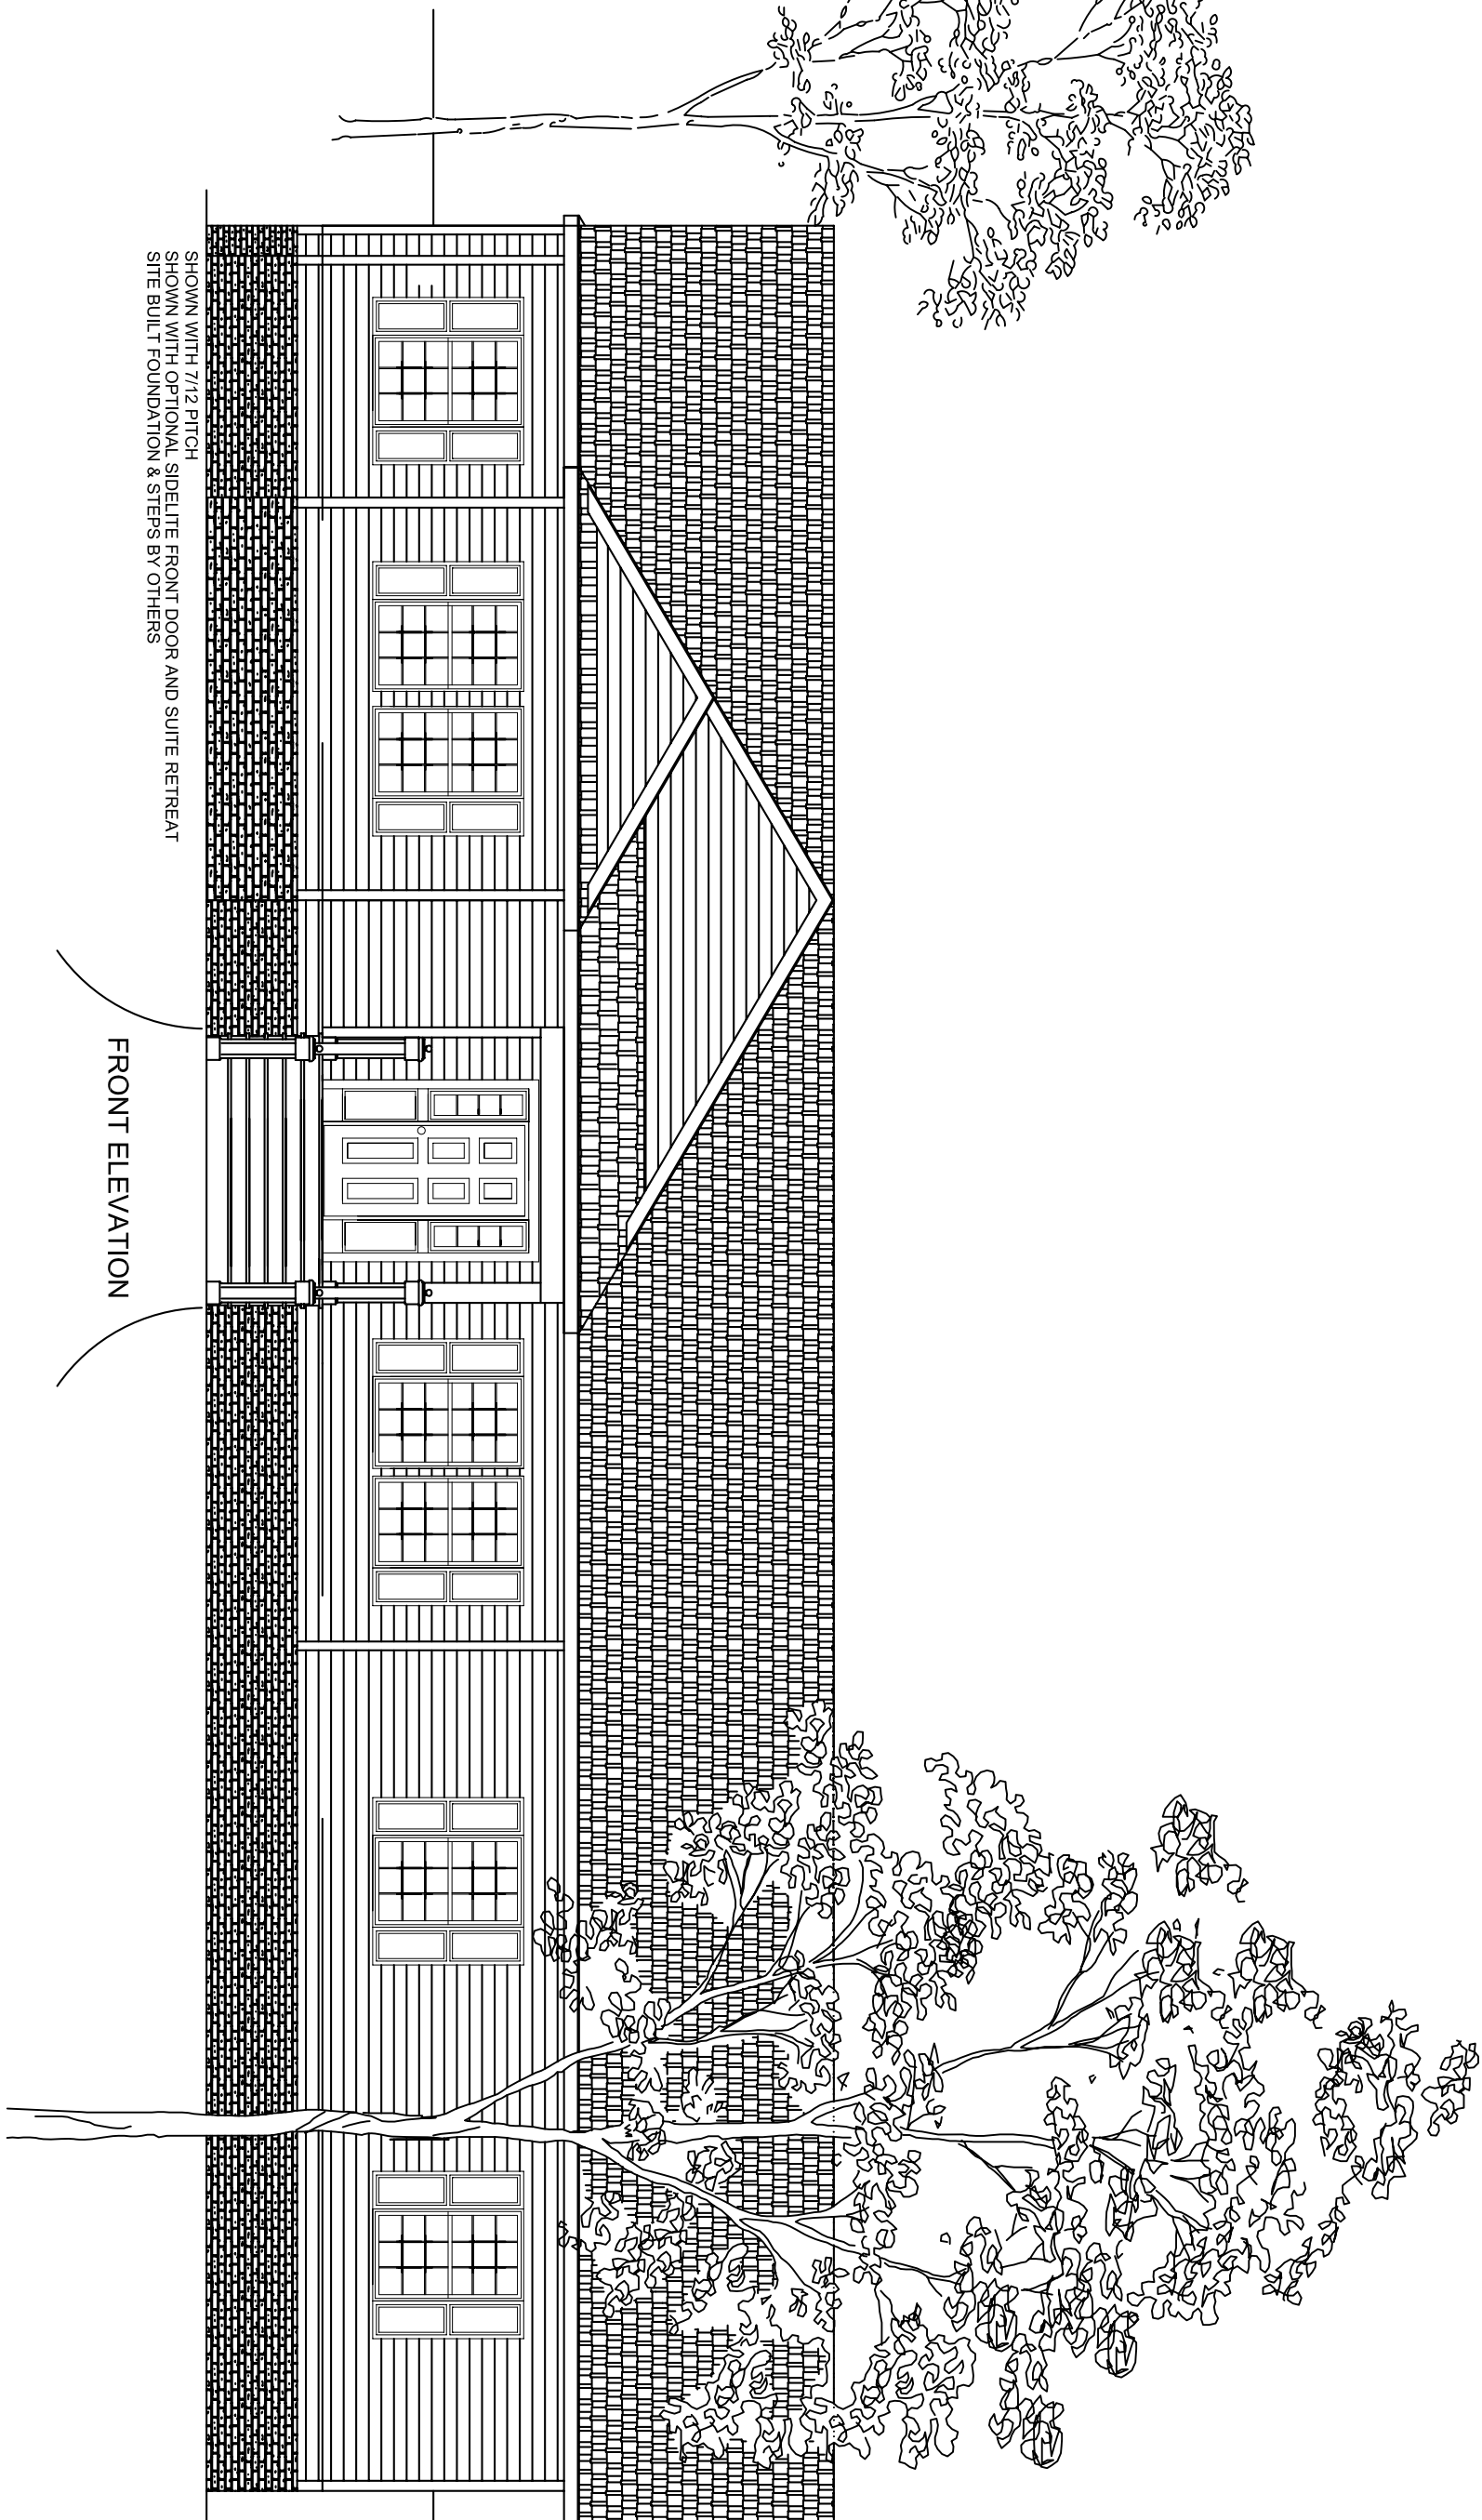 SHOWN WITH 7/12 PITCH
SHOWN WITH OPTIONAL SIDELITE FRONT DOOR AND SUITE RETREAT
SITE BUILT FOUNDATION & STEPS BY OTHERS
FRONT ELEVATION